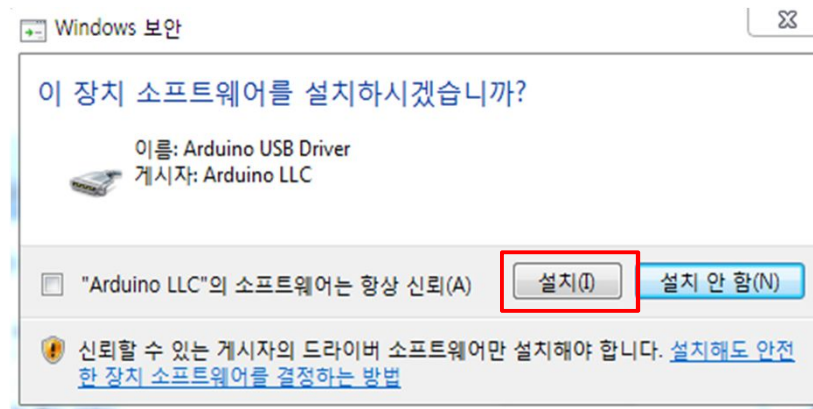 Windows 보안
이 장치 소프트웨어를 설치하시겠습니까?
이름: Arduino USB Driver
게시자: Arduino LLC
"Arduino LLC"의 소프트웨어는 항상 신뢰(A) 설치(I) 설치 안 함(N)
신뢰할 수 있는 게시자의 드라이버 소프트웨어만 설치해야 합니다. 설치해도 안전
한 장치 소프트웨어를 결정하는 방법